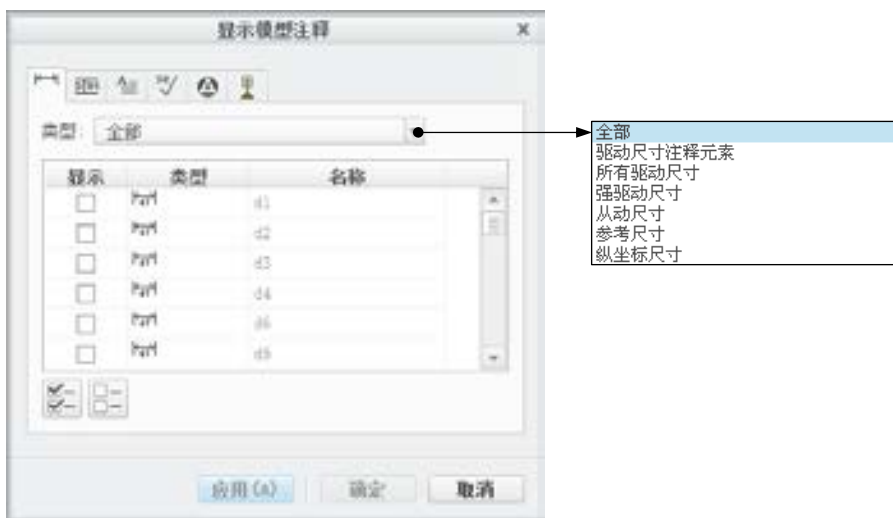 显示模型注释
类型: 全部
显示 类型 名称
d1
d2
d3
d4
d6
应用(A) 确定 取消
全部
驱动尺寸注释元素
所有驱动尺寸
强驱动尺寸
从动尺寸
参考尺寸
纵坐标尺寸